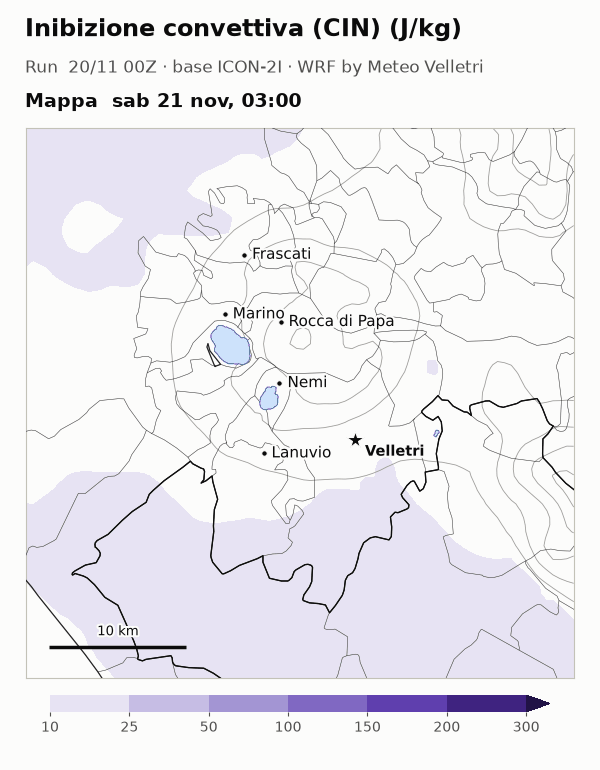 Inibizione convettiva (CIN) (J/kg)
Run  20/11 00Z · base ICON-2I · WRF by Meteo Velletri
Mappa  sab 21 nov, 03:00
Frascati
Marino
Rocca di Papa
Nemi
Velletri
Lanuvio
10 km
10 25 50 100 150 200 300